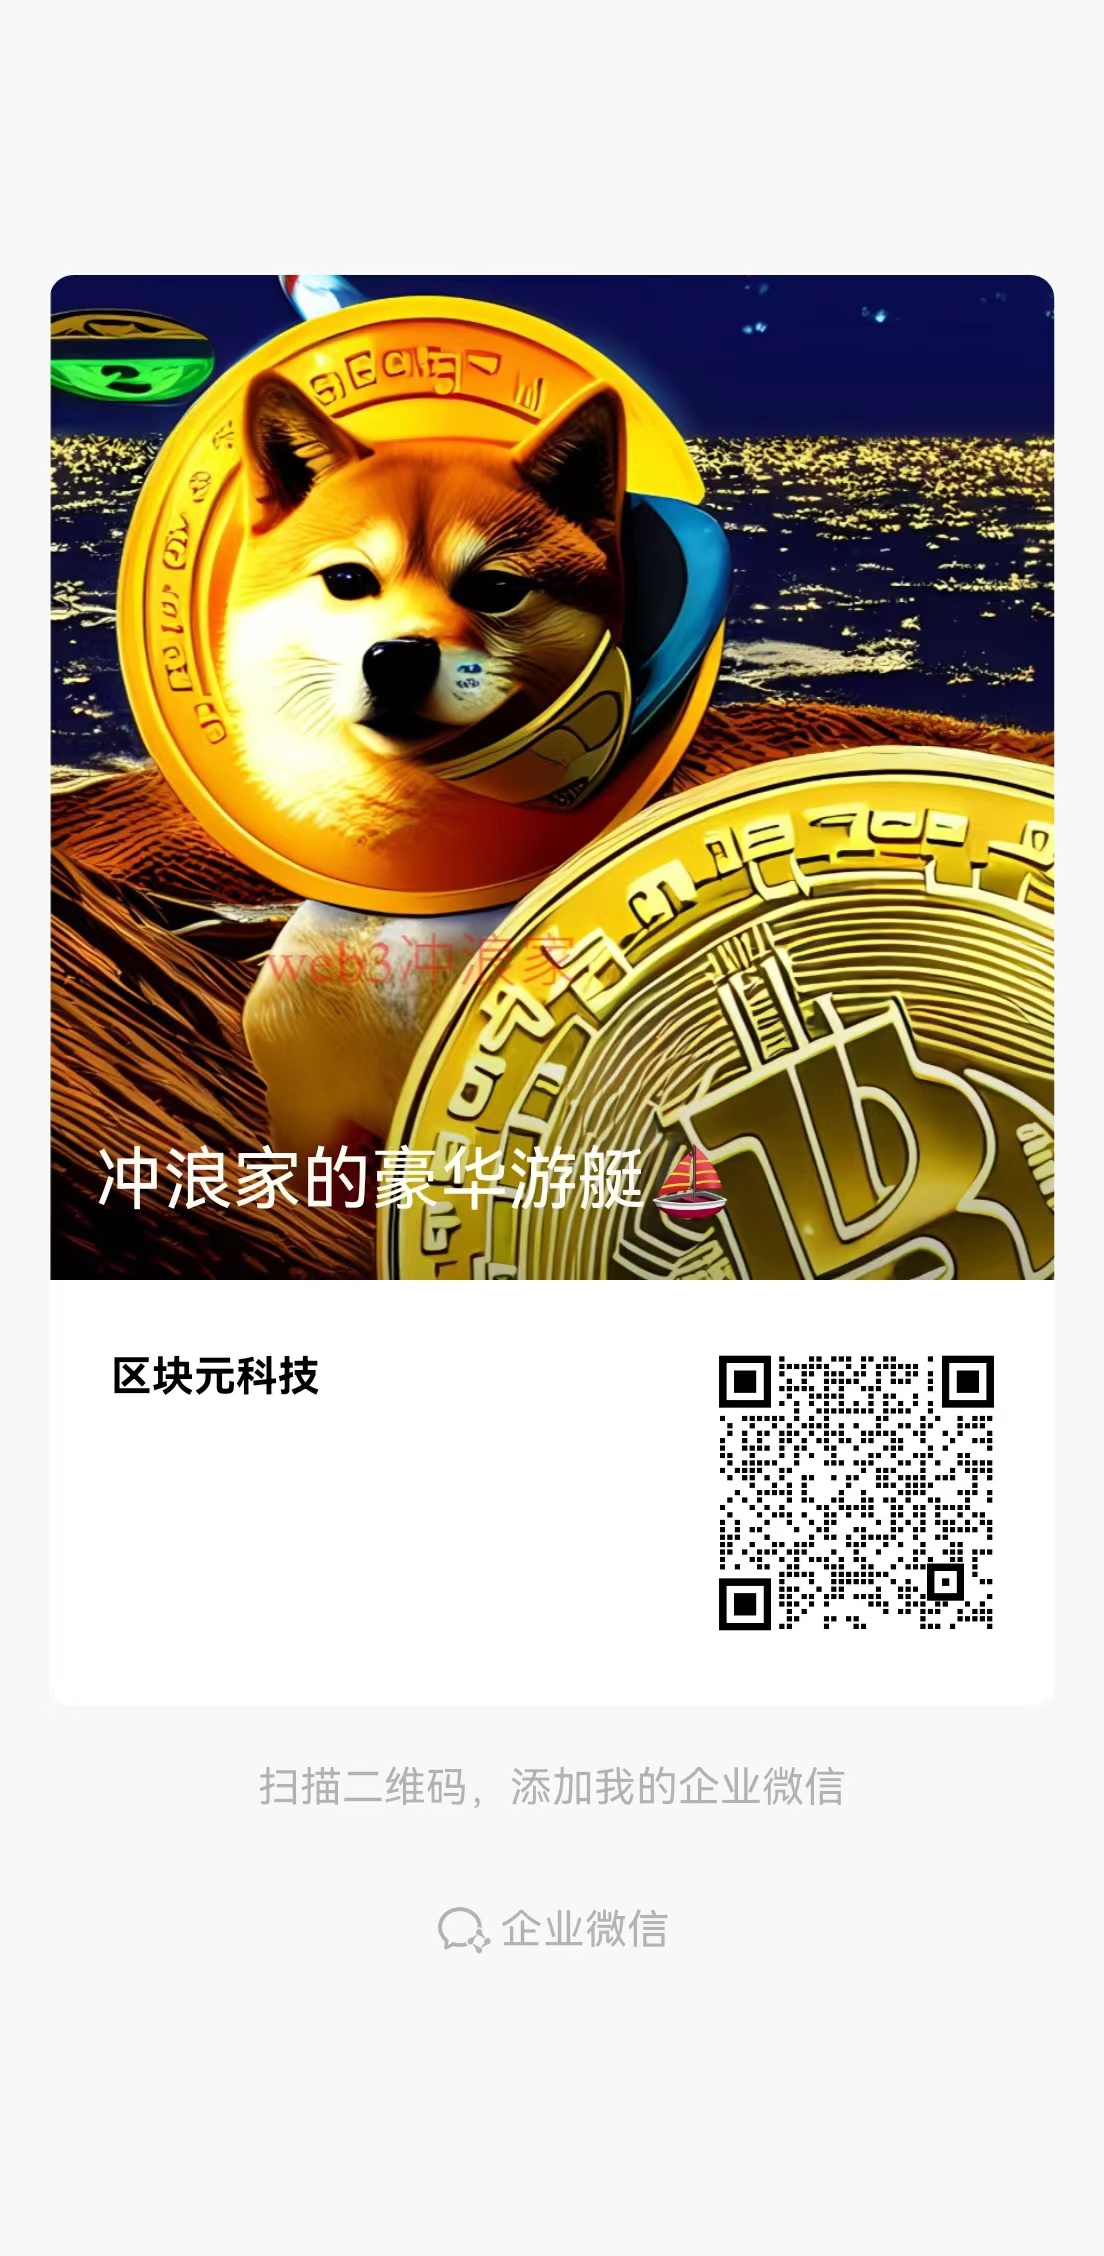 web3冲浪家
冲浪家的豪华游艇⛵
区块元科技
扫描二维码，添加我的企业微信
企业微信